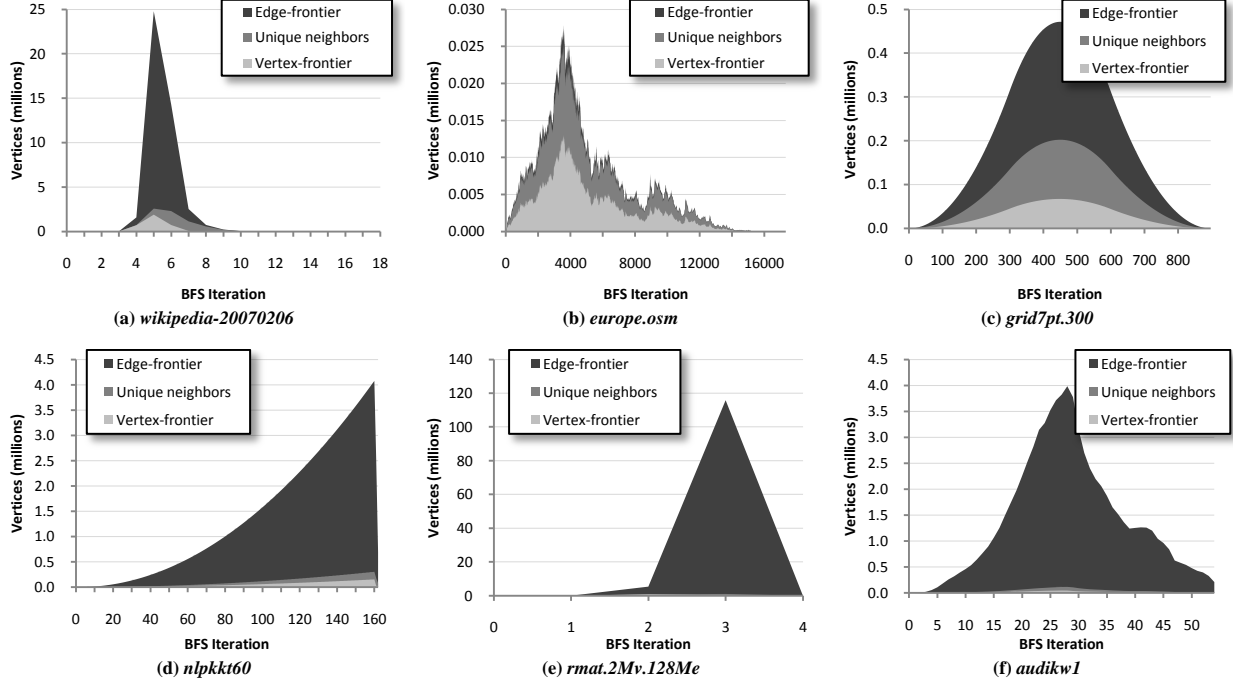 Vertices (millions)
25
20
15
10
5
0
0 2 4 6 8 10 12 14 16 18
Edge-frontier
Unique neighbors
Vertex-frontier
BFS Iteration
(a) wikipedia-20070206
Vertices (millions)
0.030
0.025
0.020
0.015
0.010
0.005
0.000
0 4000 8000 12000 16000
Edge-frontier
Unique neighbors
Vertex-frontier
BFS Iteration
(b) europe.osm
Vertices (millions)
0.5
0.4
0.3
0.2
0.1
0.0
0 100 200 300 400 500 600 700 800
Edge-frontier
Unique neighbors
Vertex-frontier
BFS Iteration
(c) grid7pt.300
Vertices (millions)
4.5
4.0
3.5
3.0
2.5
2.0
1.5
1.0
0.5
0.0
0 20 40 60 80 100 120 140 160
Edge-frontier
Unique neighbors
Vertex-frontier
BFS Iteration
(d) nlpkkt60
Vertices (millions)
140
120
100
80
60
40
20
0
0 1 2 3 4
Edge-frontier
Unique neighbors
Vertex-frontier
BFS Iteration
(e) rmat.2Mv.128Me
Vertices (millions)
4.5
4.0
3.5
3.0
2.5
2.0
1.5
1.0
0.5
0.0
0 5 10 15 20 25 30 35 40 45 50
Edge-frontier
Unique neighbors
Vertex-frontier
BFS Iteration
(f) audikw1